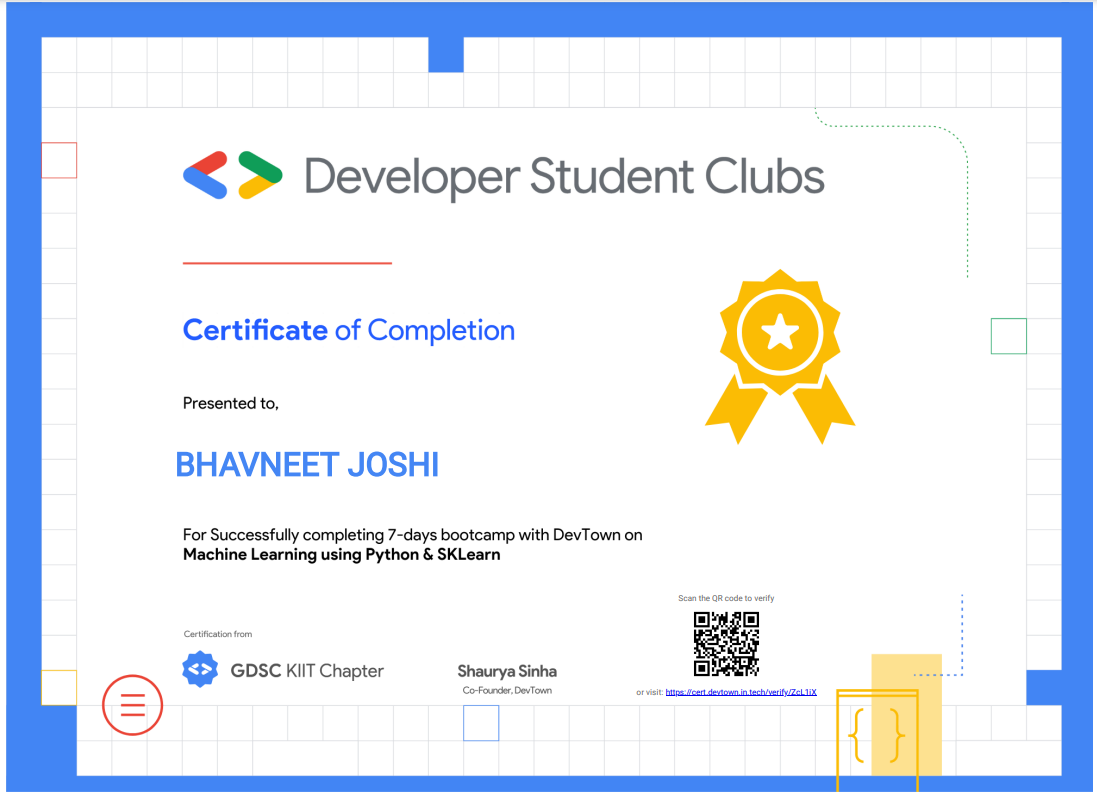 Developer Student Clubs
Certificate of Completion
Presented to,
BHAVNEET JOSHI
For Successfully completing 7-days bootcamp with DevTown on
Machine Learning using Python & SKLearn
Scan the QR code to verify
Certification from
GDSC KIIT Chapter
Shaurya Sinha
Co-Founder, DevTown
or visit: https://cert.devtown.in.tech/verify/ZcL1iX
{ }